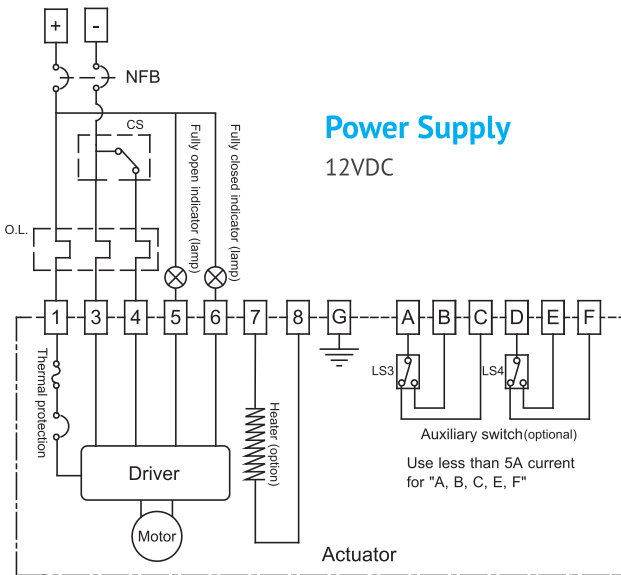 + -
NFB
CS
Power Supply
12VDC
Fully open indicator (lamp)
Fully closed indicator (lamp)
O.L.
1 3 4 5 6 7 8 G A B C D E F
Thermal protection
Heater (option)
LS3
LS4
Auxiliary switch(optional)
Use less than 5A current
for "A, B, C, E, F"
Driver
Motor
Actuator